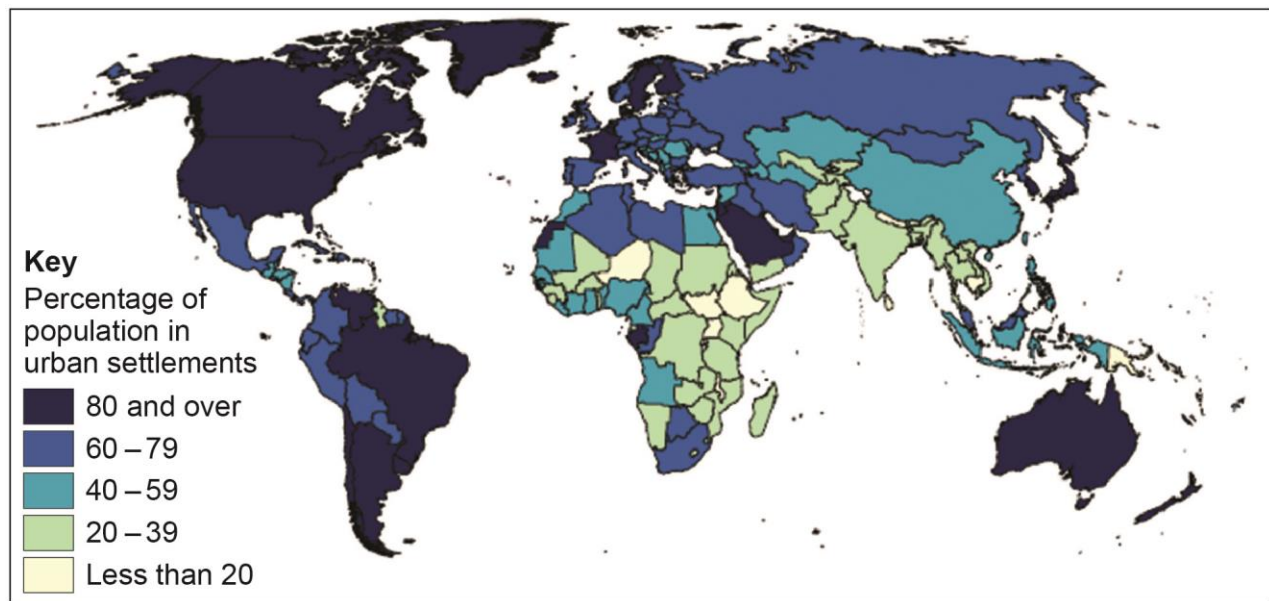 Key
Percentage of
population in
urban settlements
80 and over
60 – 79
40 – 59
20 – 39
Less than 20